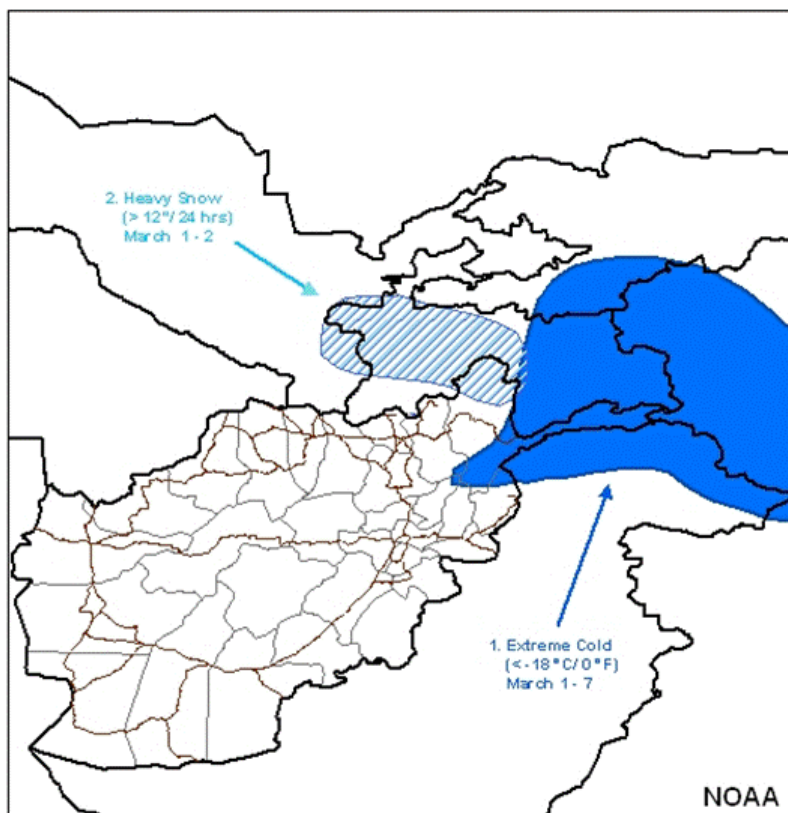 2. Heavy Snow
(> 12"/24 hrs)
March 1 - 2
1. Extreme Cold
(<-18°C/0°F)
March 1 - 7
NOAA